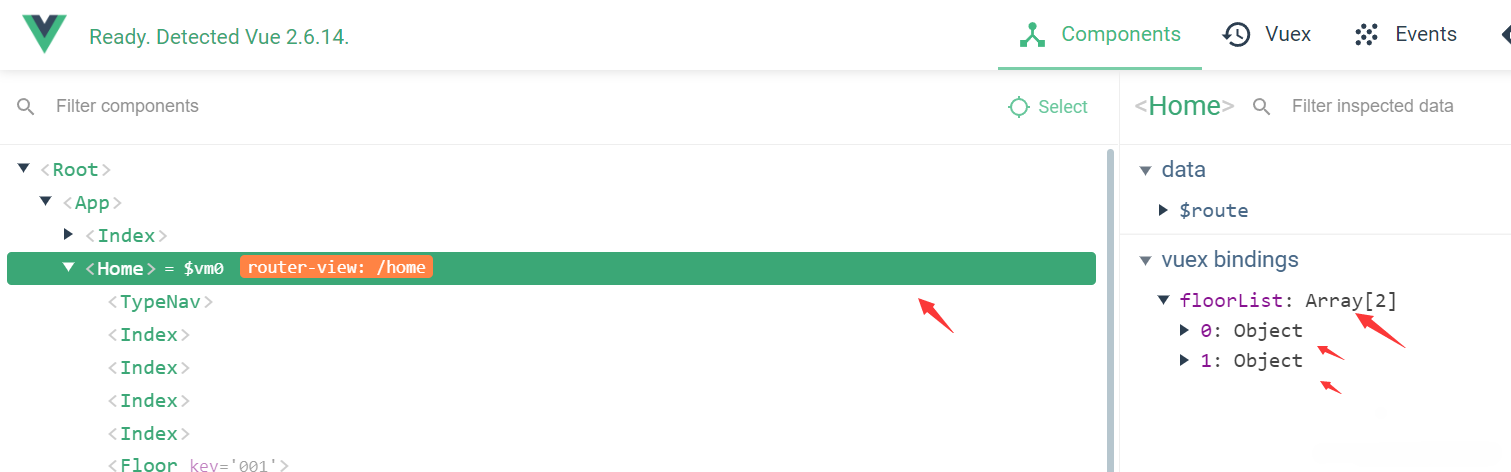 Ready. Detected Vue 2.6.14.
Components
Vuex
Events
Filter components
Select
<Home>
Filter inspected data
<Root>
<App>
<Index>
<Home> = $vm0 router-view: /home
<TypeNav>
<Index>
<Index>
<Index>
<Index>
<Floor key='001'>
data
$route
vuex bindings
floorList: Array[2]
0: Object
1: Object